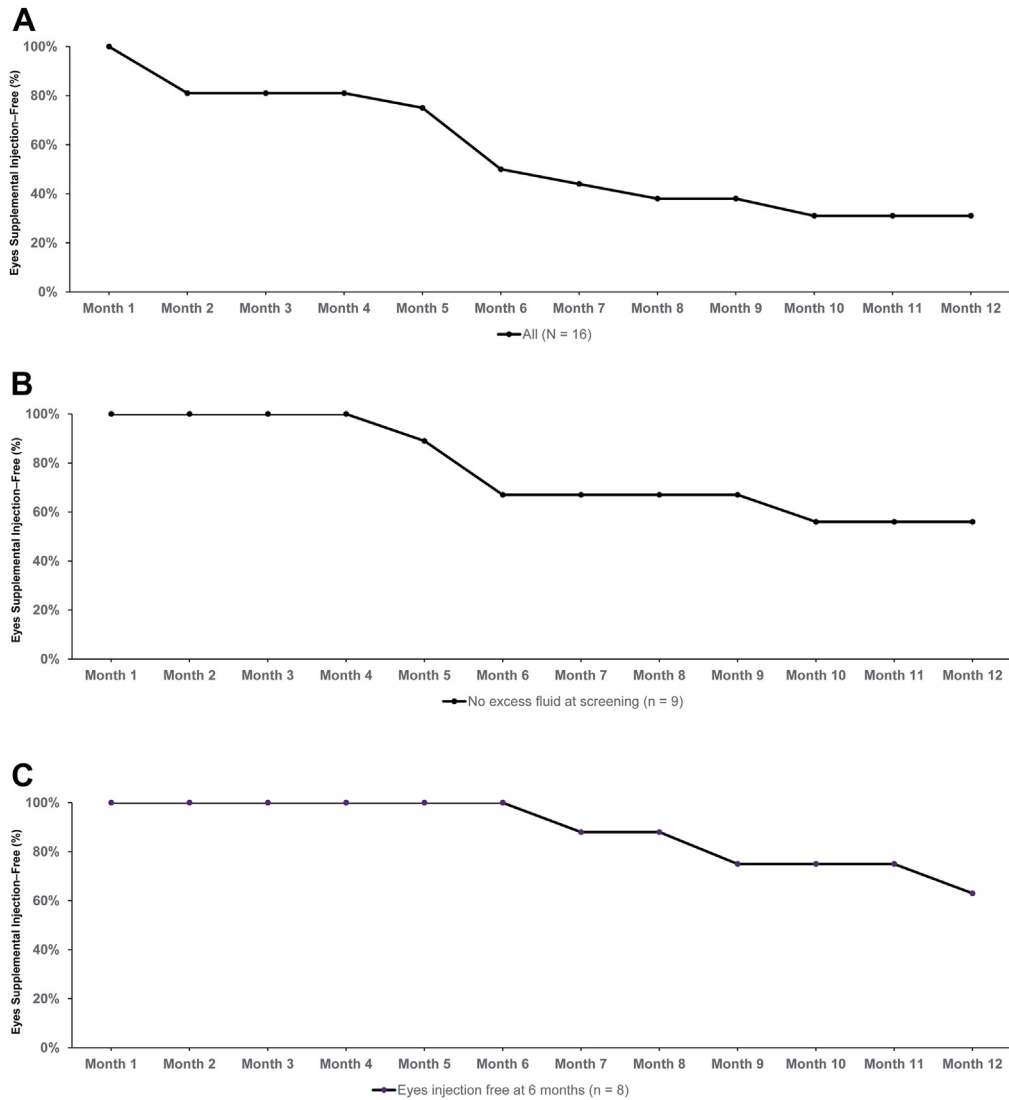 A
Eyes Supplemental Injection–Free (%)
100%
80%
60%
40%
20%
0%
Month 1 Month 2 Month 3 Month 4 Month 5 Month 6 Month 7 Month 8 Month 9 Month 10 Month 11 Month 12
All (N = 16)
B
Eyes Supplemental Injection–Free (%)
100%
80%
60%
40%
20%
0%
Month 1 Month 2 Month 3 Month 4 Month 5 Month 6 Month 7 Month 8 Month 9 Month 10 Month 11 Month 12
No excess fluid at screening (n = 9)
C
Eyes Supplemental Injection–Free (%)
100%
80%
60%
40%
20%
0%
Month 1 Month 2 Month 3 Month 4 Month 5 Month 6 Month 7 Month 8 Month 9 Month 10 Month 11 Month 12
Eyes injection free at 6 months (n = 8)